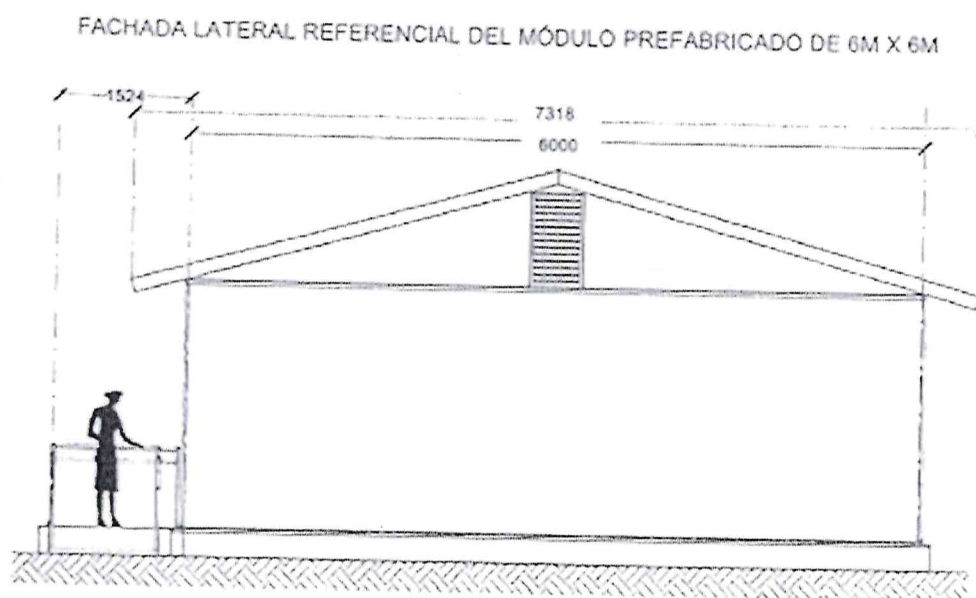 FACHADA LATERAL REFERENCIAL DEL MÓDULO PREFABRICADO DE 6M X 6M
1524
7318
6000